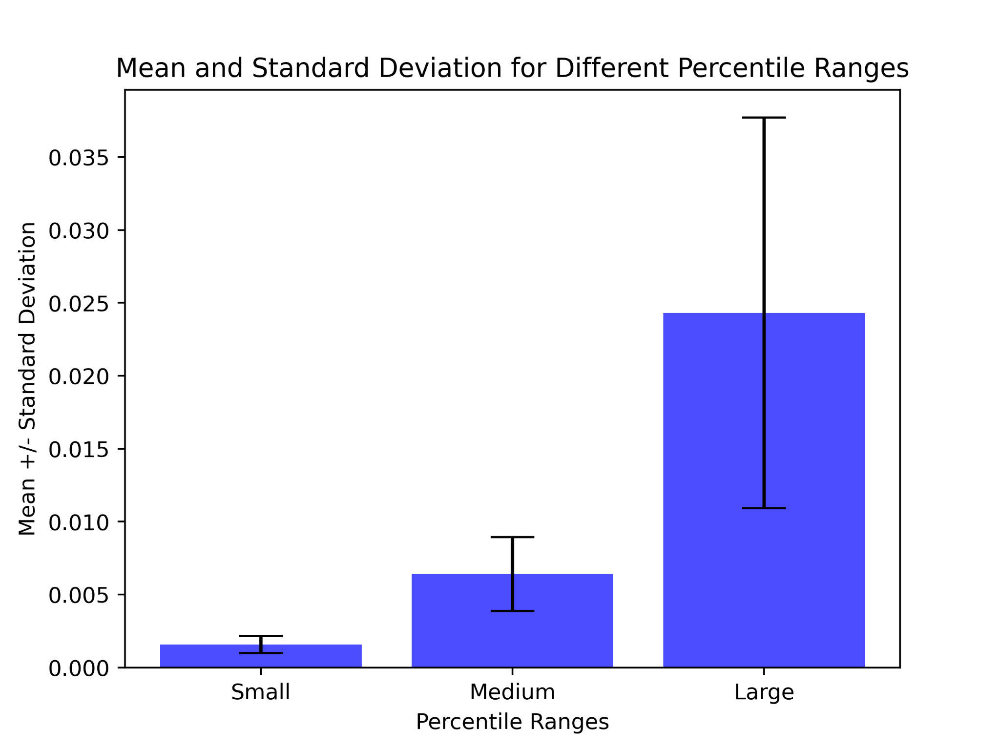 Mean and Standard Deviation for Different Percentile Ranges
Mean +/- Standard Deviation
0.035
0.030
0.025
0.020
0.015
0.010
0.005
0.000
Small
Medium
Large
Percentile Ranges